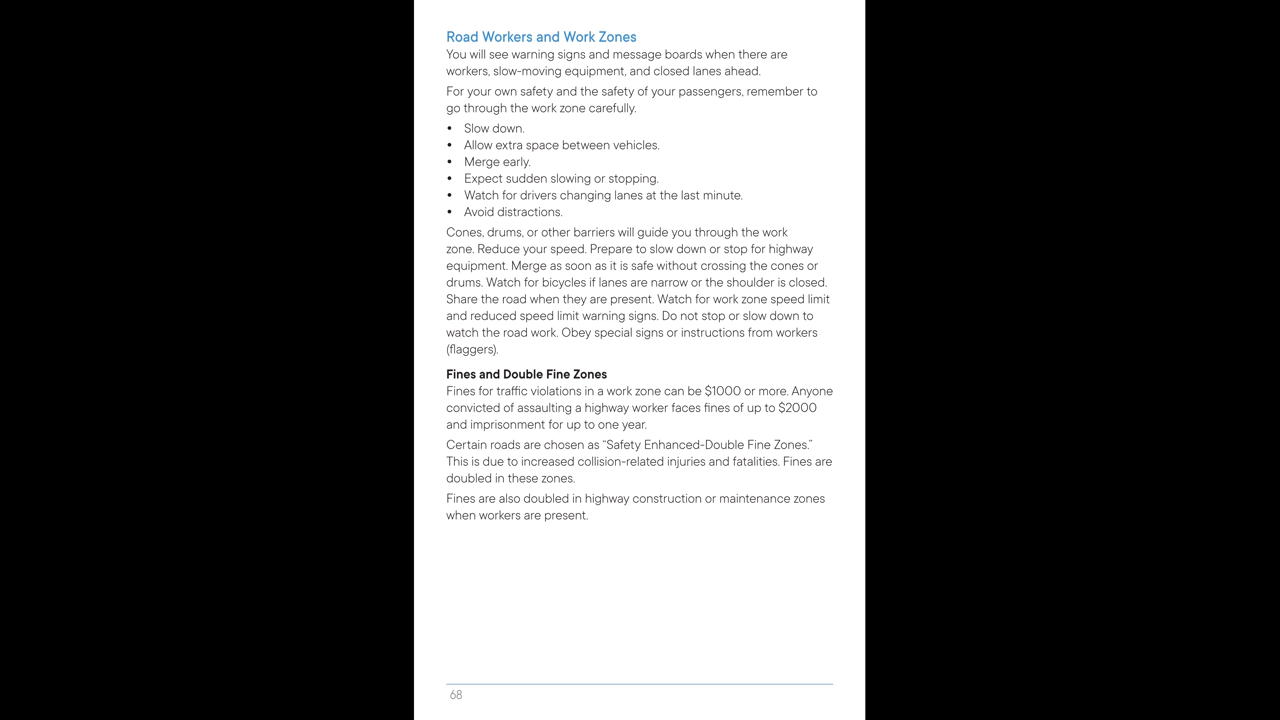 Road Workers and Work Zones
You will see warning signs and message boards when there are
workers, slow-moving equipment, and closed lanes ahead.
For your own safety and the safety of your passengers, remember to
go through the work zone carefully.
• Slow down.
• Allow extra space between vehicles.
• Merge early.
• Expect sudden slowing or stopping.
• Watch for drivers changing lanes at the last minute.
• Avoid distractions.
Cones, drums, or other barriers will guide you through the work
zone. Reduce your speed. Prepare to slow down or stop for highway
equipment. Merge as soon as it is safe without crossing the cones or
drums. Watch for bicycles if lanes are narrow or the shoulder is closed.
Share the road when they are present. Watch for work zone speed limit
and reduced speed limit warning signs. Do not stop or slow down to
watch the road work. Obey special signs or instructions from workers
(flaggers).
Fines and Double Fine Zones
Fines for traffic violations in a work zone can be $1000 or more. Anyone
convicted of assaulting a highway worker faces fines of up to $2000
and imprisonment for up to one year.
Certain roads are chosen as “Safety Enhanced-Double Fine Zones.”
This is due to increased collision-related injuries and fatalities. Fines are
doubled in these zones.
Fines are also doubled in highway construction or maintenance zones
when workers are present.
68